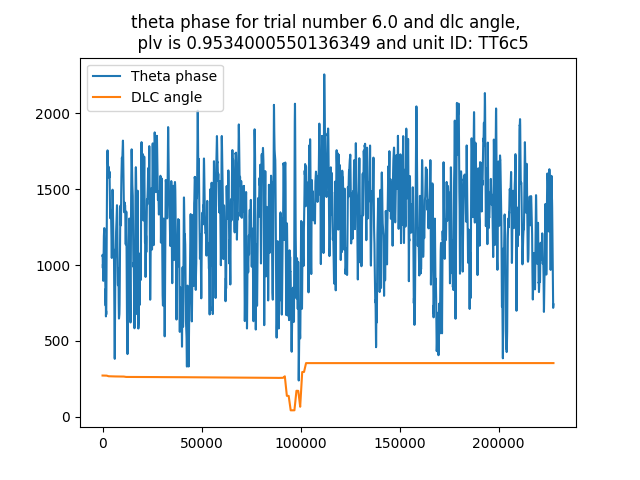 theta phase for trial number 6.0 and dlc angle,
plv is 0.9534000550136349 and unit ID: TT6c5
Theta phase
DLC angle
2000
1500
1000
500
0
0 50000 100000 150000 200000